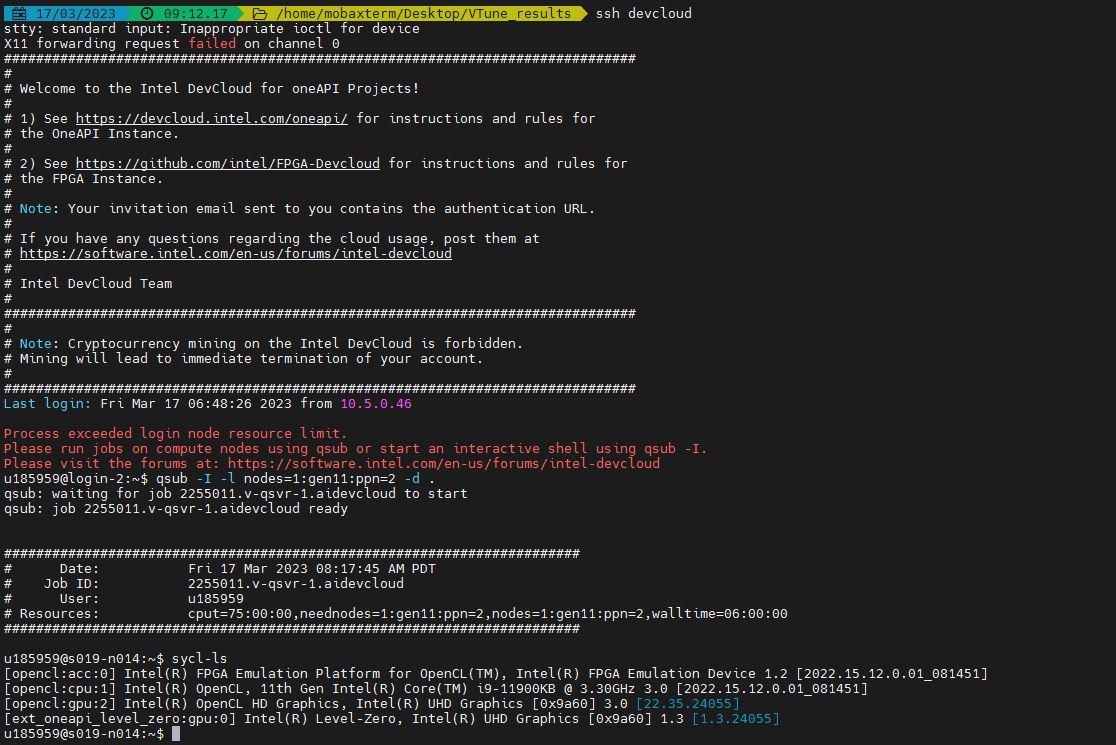 17/03/2023 09:12.17 /home/mobaxterm/Desktop/VTune_results ssh devcloud
stty: standard input: Inappropriate ioctl for device
X11 forwarding request failed on channel 0
###############################################################################
#
# Welcome to the Intel DevCloud for oneAPI Projects!
#
# 1) See https://devcloud.intel.com/oneapi/ for instructions and rules for
# the OneAPI Instance.
#
# 2) See https://github.com/intel/FPGA-Devcloud for instructions and rules for
# the FPGA Instance.
#
# Note: Your invitation email sent to you contains the authentication URL.
#
# If you have any questions regarding the cloud usage, post them at
# https://software.intel.com/en-us/forums/intel-devcloud
#
# Intel DevCloud Team
#
###############################################################################
#
# Note: Cryptocurrency mining on the Intel DevCloud is forbidden.
# Mining will lead to immediate termination of your account.
#
###############################################################################
Last login: Fri Mar 17 06:48:26 2023 from 10.5.0.46
Process exceeded login node resource limit.
Please run jobs on compute nodes using qsub or start an interactive shell using qsub -I.
Please visit the forums at: https://software.intel.com/en-us/forums/intel-devcloud
u185959@login-2:~$ qsub -I -l nodes=1:gen11:ppn=2 -d .
qsub: waiting for job 2255011.v-qsvr-1.aidevcloud to start
qsub: job 2255011.v-qsvr-1.aidevcloud ready
########################################################################
#      Date:           Fri 17 Mar 2023 08:17:45 AM PDT
#    Job ID:           2255011.v-qsvr-1.aidevcloud
#      User:           u185959
# Resources:           cput=75:00:00,neednodes=1:gen11:ppn=2,nodes=1:gen11:ppn=2,walltime=06:00:00
########################################################################
u185959@s019-n014:~$ sycl-ls
[opencl:acc:0] Intel(R) FPGA Emulation Platform for OpenCL(TM), Intel(R) FPGA Emulation Device 1.2 [2022.15.12.0.01_081451]
[opencl:cpu:1] Intel(R) OpenCL, 11th Gen Intel(R) Core(TM) i9-11900KB @ 3.30GHz 3.0 [2022.15.12.0.01_081451]
[opencl:gpu:2] Intel(R) OpenCL HD Graphics, Intel(R) UHD Graphics [0x9a60] 3.0 [22.35.24055]
[ext_oneapi_level_zero:gpu:0] Intel(R) Level-Zero, Intel(R) UHD Graphics [0x9a60] 1.3 [1.3.24055]
u185959@s019-n014:~$